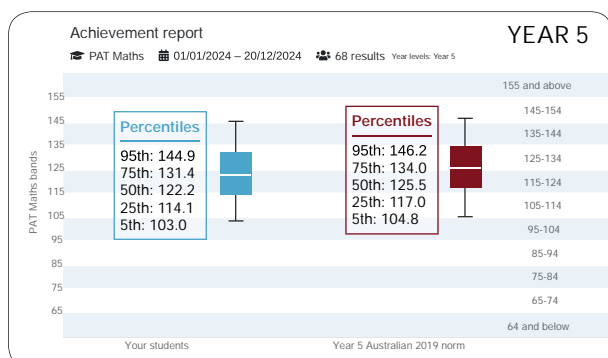 Achievement report
YEAR 5
PAT Maths 01/01/2024 – 20/12/2024 68 results Year levels: Year 5
PAT Maths bands
155
145
135
125
115
105
95
85
75
65
Percentiles
95th: 144.9
75th: 131.4
50th: 122.2
25th: 114.1
5th: 103.0
Percentiles
95th: 146.2
75th: 134.0
50th: 125.5
25th: 117.0
5th: 104.8
155 and above
145-154
135-144
125-134
115-124
105-114
95-104
85-94
75-84
65-74
64 and below
Your students
Year 5 Australian 2019 norm